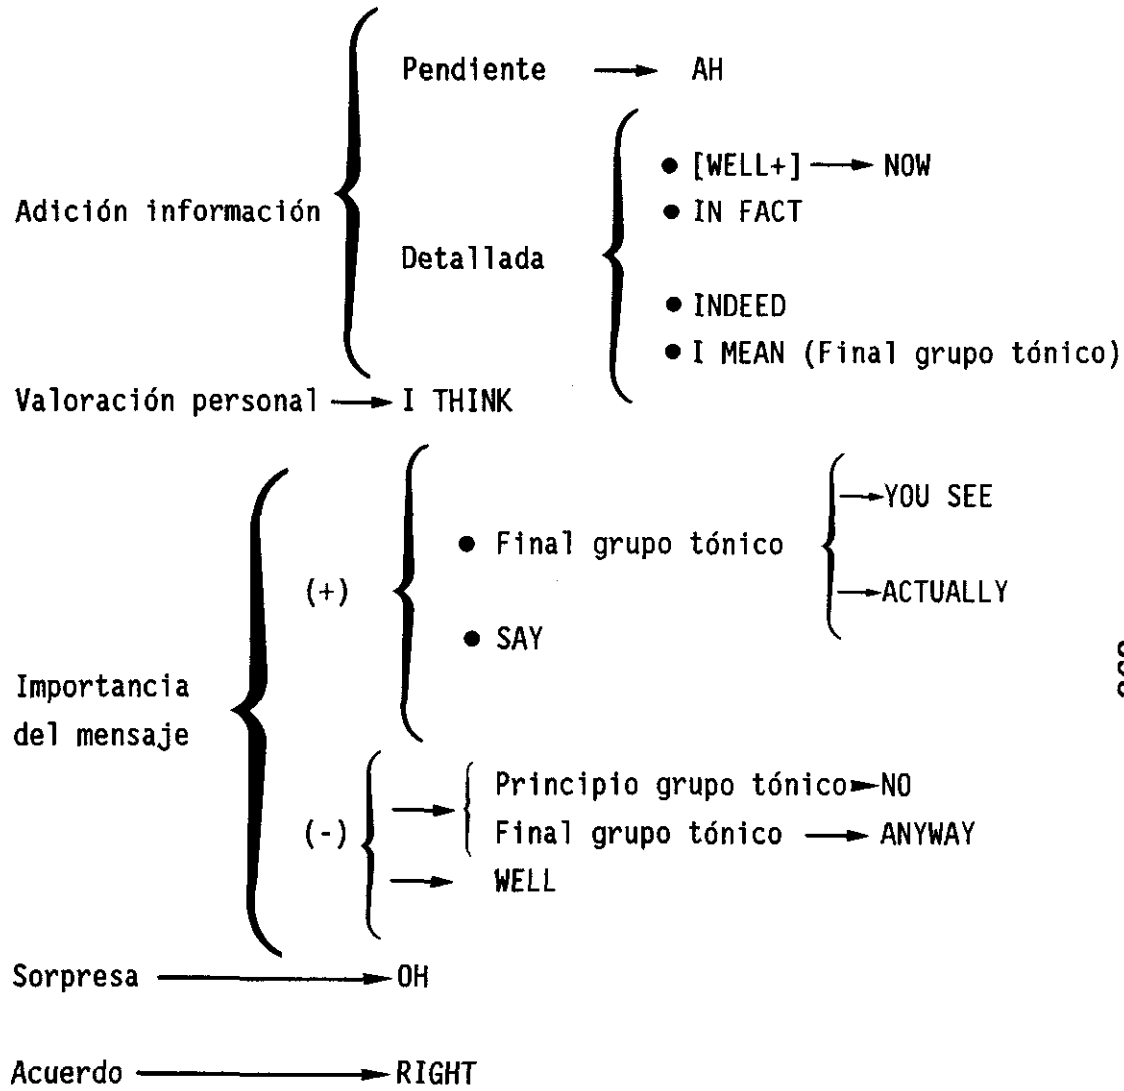 Pendiente → AH
● [WELL+] → NOW
Adición información
● IN FACT
Detallada
● INDEED
● I MEAN (Final grupo tónico)
Valoración personal → I THINK
→ YOU SEE
● Final grupo tónico
(+)
→ ACTUALLY
● SAY
Importancia
del mensaje
Principio grupo tónico → NO
(-) → Final grupo tónico → ANYWAY
→ WELL
Sorpresa → OH
Acuerdo → RIGHT